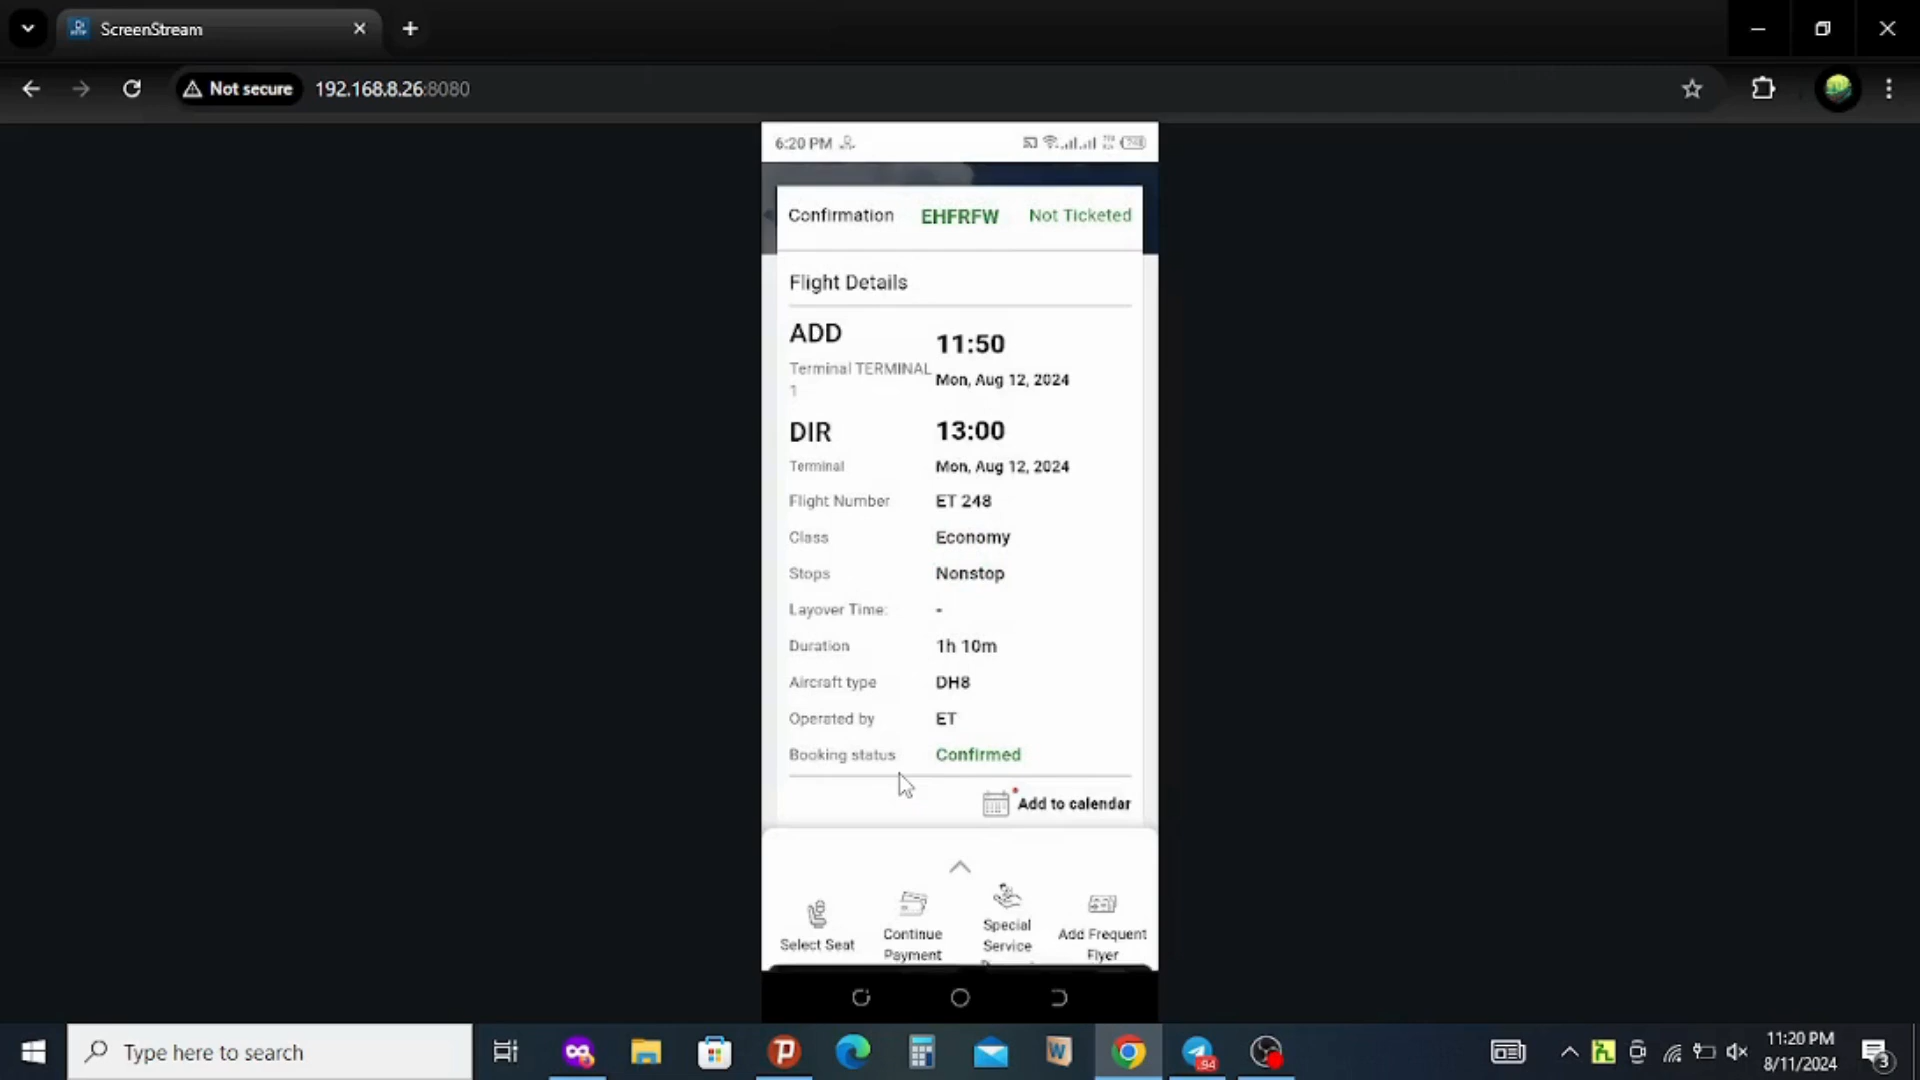 ScreenStream
Not secure 192.168.8.26:8080
6:20 PM
Confirmation EHFRFW Not Ticketed
Flight Details
ADD 11:50
Terminal TERMINAL
1
Mon, Aug 12, 2024
DIR 13:00
Terminal Mon, Aug 12, 2024
Flight Number ET 248
Class Economy
Stops Nonstop
Layover Time: -
Duration 1h 10m
Aircraft type DH8
Operated by ET
Booking status Confirmed
Add to calendar
Select Seat
Continue
Payment
Special
Service
Add Frequent
Flyer
Type here to search
94
11:20 PM
8/11/2024
3